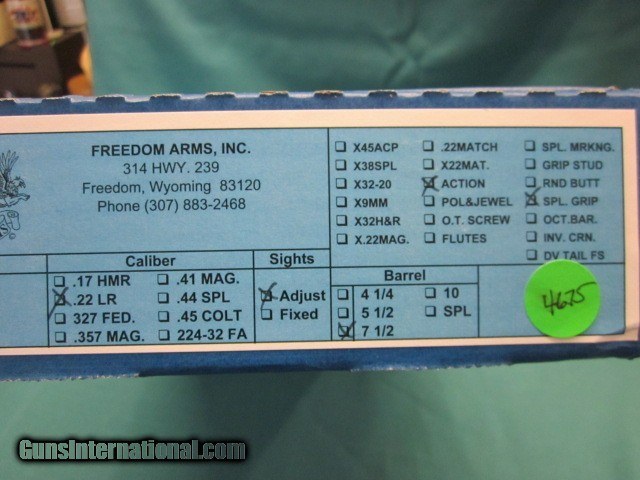 FREEDOM ARMS, INC.
314 HWY. 239
Freedom, Wyoming 83120
Phone (307) 883-2468
X45ACP
X38SPL
X32-20
X9MM
X32H&R
X.22MAG.
.22MATCH
X22MAT.
ACTION
POL&JEWEL
O.T. SCREW
FLUTES
SPL. MRKNG.
GRIP STUD
RND BUTT
SPL. GRIP
OCT.BAR.
INV. CRN.
DV TAIL FS
Caliber
.17 HMR
.22 LR
327 FED.
.357 MAG.
.41 MAG.
.44 SPL
.45 COLT
224-32 FA
Sights
Adjust
Fixed
Barrel
4 1/4
5 1/2
7 1/2
10
SPL
4675
GunsInternational.com